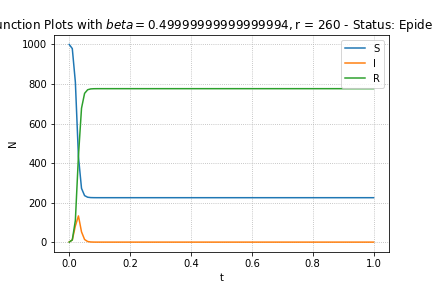 unction Plots with beta = 0.49999999999999994, r = 260 - Status: Epide
S
I
R
1000
800
600
400
200
0
N
0.0 0.2 0.4 0.6 0.8 1.0
t